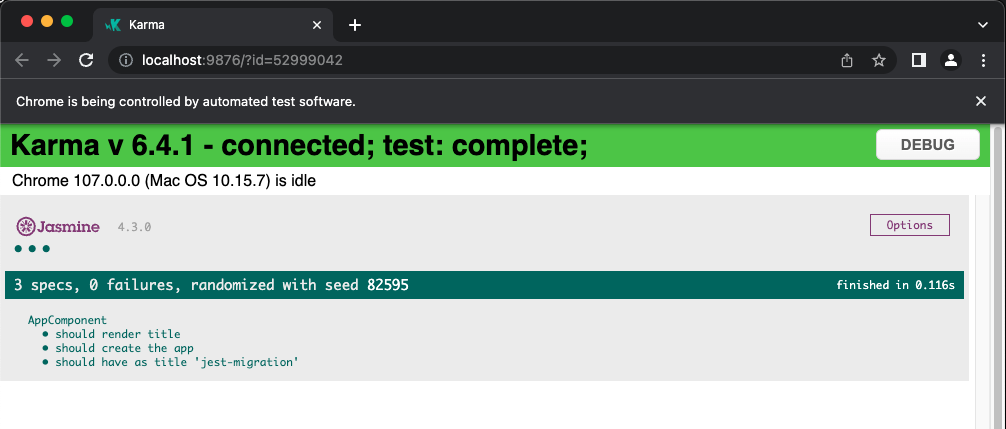 Karma
localhost:9876/?id=52999042
Chrome is being controlled by automated test software.
Karma v 6.4.1 - connected; test: complete;
DEBUG
Chrome 107.0.0.0 (Mac OS 10.15.7) is idle
Jasmine 4.3.0
Options
3 specs, 0 failures, randomized with seed 82595
finished in 0.116s
AppComponent
• should render title
• should create the app
• should have as title 'jest-migration'